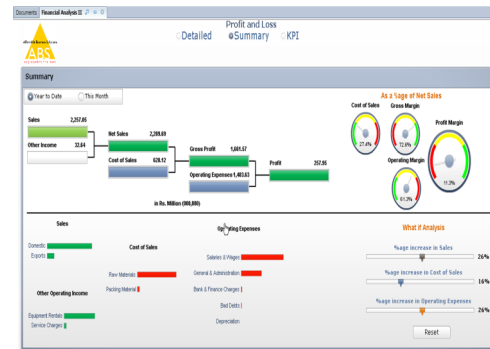 Documents Financial Analysis II
Profit and Loss
Detailed Summary KPI
ABS
Summary
Year to Date This Month
As a %age of Net Sales
Cost of Sales Gross Margin
Profit Margin
27.4% 72.6%
Operating Margin
61.3% 11.3%
Sales 2,257.05
Other Income 32.64
Net Sales 2,289.69
Cost of Sales 628.12
Gross Profit 1,661.57
Operating Expenses 1,403.63
Profit 257.95
in Rs. Million (000,000)
Sales
Domestic
Exports
Other Operating Income
Equipment Rentals
Service Charges
Cost of Sales
Raw Materials
Packing Material
Operating Expenses
Salaries & Wages
General & Administration
Bank & Finance Charges
Bad Debts
Depreciation
What if Analysis
%age increase in Sales
26%
%age increase in Cost of Sales
16%
%age increase in Operating Expenses
26%
Reset